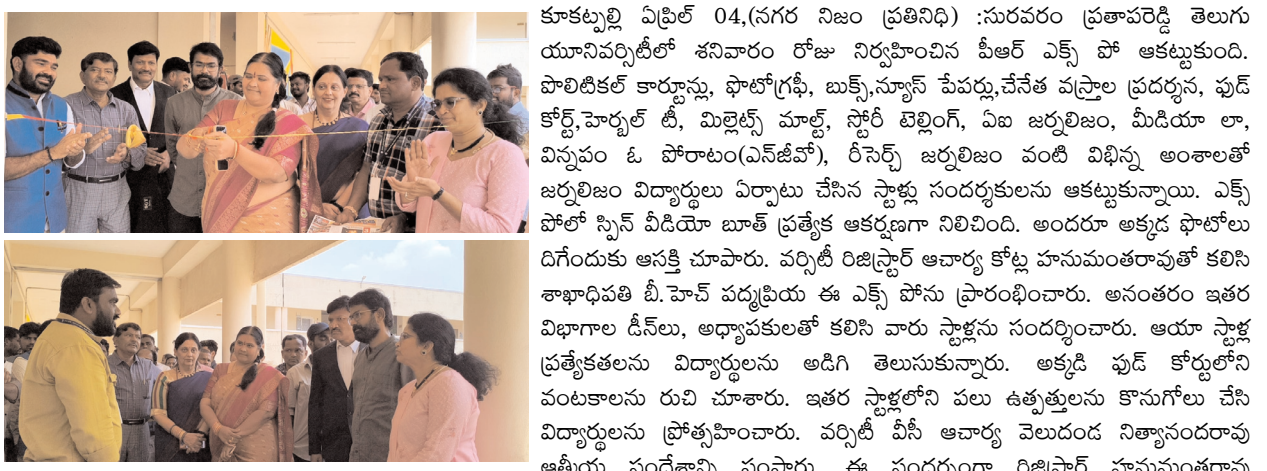 కూకట్పల్లి ఏప్రిల్ 04,(నగర నిజం ప్రతినిధి) :సురవరం ప్రతాపరెడ్డి తెలుగు
యూనివర్సిటీలో శనివారం రోజు నిర్వహించిన పీఆర్ ఎక్స్ పో ఆకట్టుకుంది.
పొలిటికల్ కార్టూన్లు, ఫొటోగ్రఫీ, బుక్స్,న్యూస్ పేపర్లు,చేనేత వస్త్రాల ప్రదర్శన, ఫుడ్
కోర్ట్,హెర్బల్ టీ, మిల్లెట్స్ మాల్ట్, స్టోరీ టెల్లింగ్, ఏఐ జర్నలిజం, మీడియా లా,
విన్నపం ఓ పోరాటం(ఎన్‌జీవో), రీసెర్చ్ జర్నలిజం వంటి విభిన్న అంశాలతో
జర్నలిజం విద్యార్థులు ఏర్పాటు చేసిన స్టాళ్లు సందర్శకులను ఆకట్టుకున్నాయి. ఎక్స్
పోలో స్పిన్ వీడియో బూత్ ప్రత్యేక ఆకర్షణగా నిలిచింది. అందరూ అక్కడ ఫొటోలు
దిగేందుకు ఆసక్తి చూపారు. వర్సిటీ రిజిస్ట్రార్ ఆచార్య కోట్ల హనుమంతరావుతో కలిసి
శాఖాధిపతి బీ.హెచ్ పద్మప్రియ ఈ ఎక్స్ పోను ప్రారంభించారు. అనంతరం ఇతర
విభాగాల డీన్‌లు, అధ్యాపకులతో కలిసి వారు స్టాళ్లను సందర్శించారు. ఆయా స్టాళ్ల
ప్రత్యేకతలను విద్యార్థులను అడిగి తెలుసుకున్నారు. అక్కడి ఫుడ్ కోర్టులోని
వంటకాలను రుచి చూశారు. ఇతర స్టాళ్లలోని పలు ఉత్పత్తులను కొనుగోలు చేసి
విద్యార్థులను ప్రోత్సహించారు. వర్సిటీ వీసీ ఆచార్య వెలుదండ నిత్యానందరావు
ఆత్మీయ సందేశాన్ని పంపారు. ఈ సందర్భంగా రిజిస్ట్రార్ హనుమంతరావు